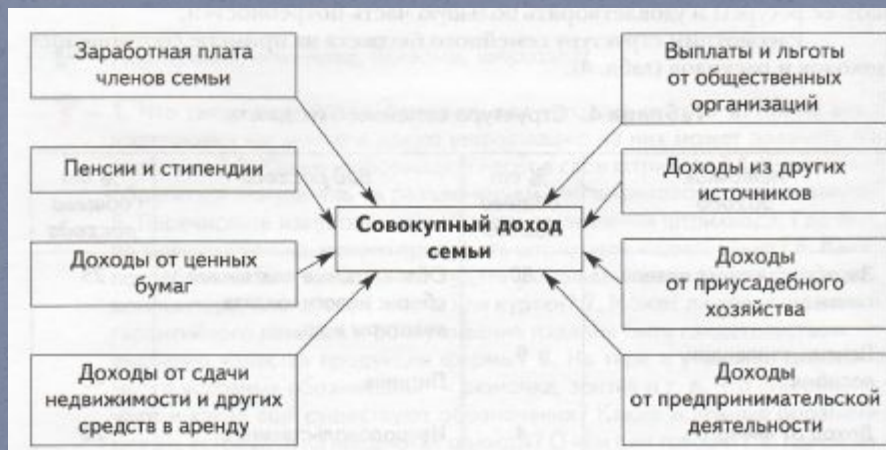 Заработная плата
членов семьи
Пенсии и стипендии
Доходы от ценных
бумаг
Доходы от сдачи
недвижимости и других
средств в аренду
Совокупный доход
семьи
Выплаты и льготы
от общественных
организаций
Доходы из других
источников
Доходы
от приусадебного
хозяйства
Доходы
от предпринимательской
деятельности